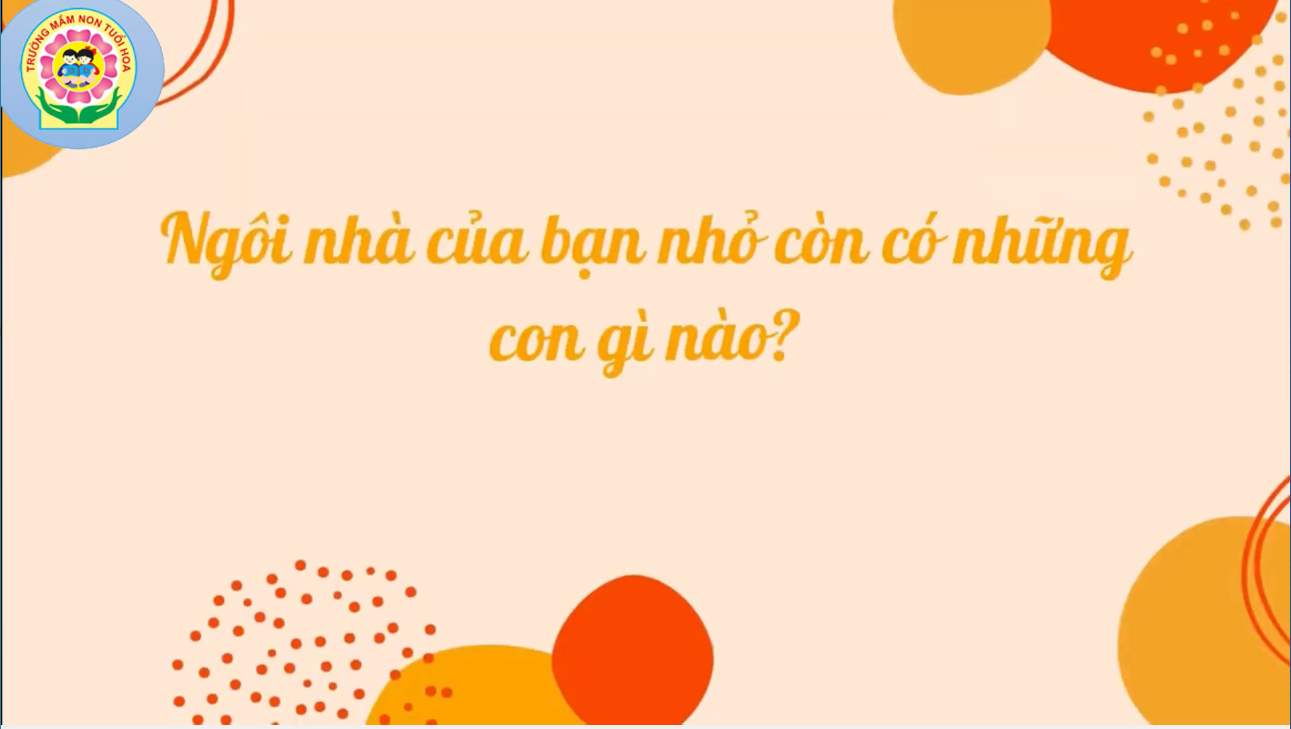 TRƯỜNG MẦM NON TUỔI HOA
Ngôi nhà của bạn nhỏ còn có những
con gì nào?